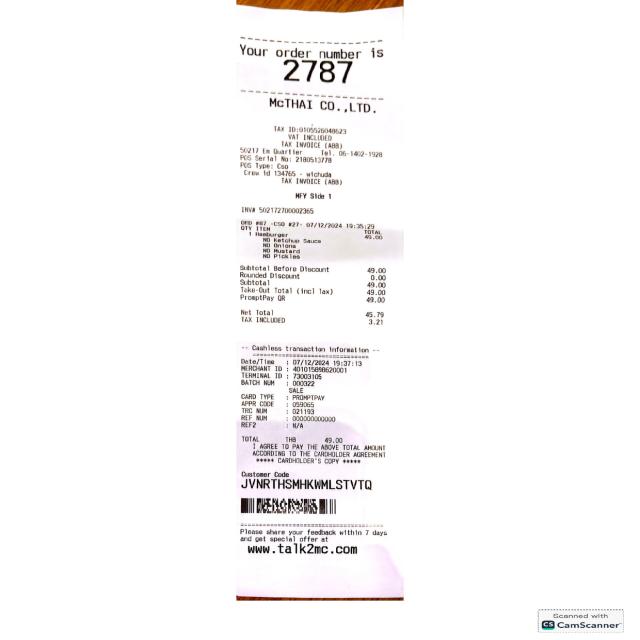 Your order number is
2787
McTHAI CO.,LTD.
TAX ID:0105526048623
VAT INCLUDED
TAX INVOICE (ABB)
50217 Em Quartier Tel. 06-1402-1928
POS Serial No: 2180513778
POS Type: Cso
Crew id 134765 - wichuda
TAX INVOICE (ABB)
MFY Side 1
INV# 502172700002365
ORD #87 -CSO #27- 07/12/2024 19:35:29
QTY ITEM TOTAL
1 Hamburger 49.00
NO Ketchup Sauce
NO Onions
NO Mustard
NO Pickles
Subtotal Before Discount 49.00
Rounded Discount 0.00
Subtotal 49.00
Take-Out Total (incl Tax) 49.00
PromptPay QR 49.00
Net Total 45.79
TAX INCLUDED 3.21
-- Cashless transaction information --
Date/Time : 07/12/2024 19:37:13
MERCHANT ID : 401015898620001
TERMINAL ID : 73003105
BATCH NUM : 000322
SALE
CARD TYPE : PROMPTPAY
APPR CODE : 059065
TRC NUM : 021193
REF NUM : 000000000000
REF2 : N/A
TOTAL THB 49.00
I AGREE TO PAY THE ABOVE TOTAL AMOUNT
ACCORDING TO THE CARDHOLDER AGREEMENT
***** CARDHOLDER'S COPY *****
Customer Code
JVNRTHSMHKWMLSTVTQ
Please share your feedback within 7 days
and get special offer at
www.talk2mc.com
Scanned with
CS CamScanner